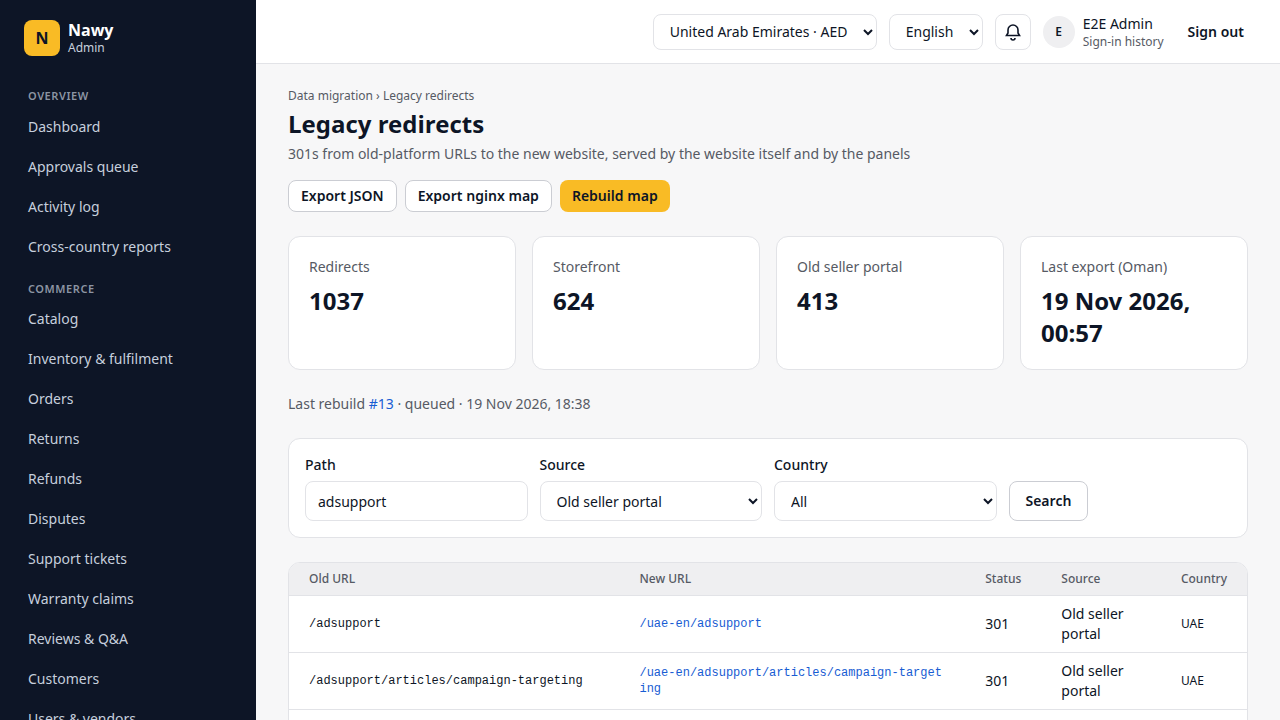 N
Nawy
Admin
OVERVIEW
Dashboard
Approvals queue
Activity log
Cross-country reports
COMMERCE
Catalog
Inventory & fulfilment
Orders
Returns
Refunds
Disputes
Support tickets
Warranty claims
Reviews & Q&A
Customers
Users & vendors
United Arab Emirates · AED
English
E
E2E Admin
Sign-in history
Sign out
Data migration › Legacy redirects
Legacy redirects
301s from old-platform URLs to the new website, served by the website itself and by the panels
Export JSON
Export nginx map
Rebuild map
Redirects
1037
Storefront
624
Old seller portal
413
Last export (Oman)
19 Nov 2026,
00:57
Last rebuild #13 · queued · 19 Nov 2026, 18:38
Path
adsupport
Source
Old seller portal
Country
All
Search
Old URL New URL Status Source Country
/adsupport /uae-en/adsupport 301 Old seller
portal UAE
/adsupport/articles/campaign-targeting /uae-en/adsupport/articles/campaign-target
ing 301 Old seller
portal UAE